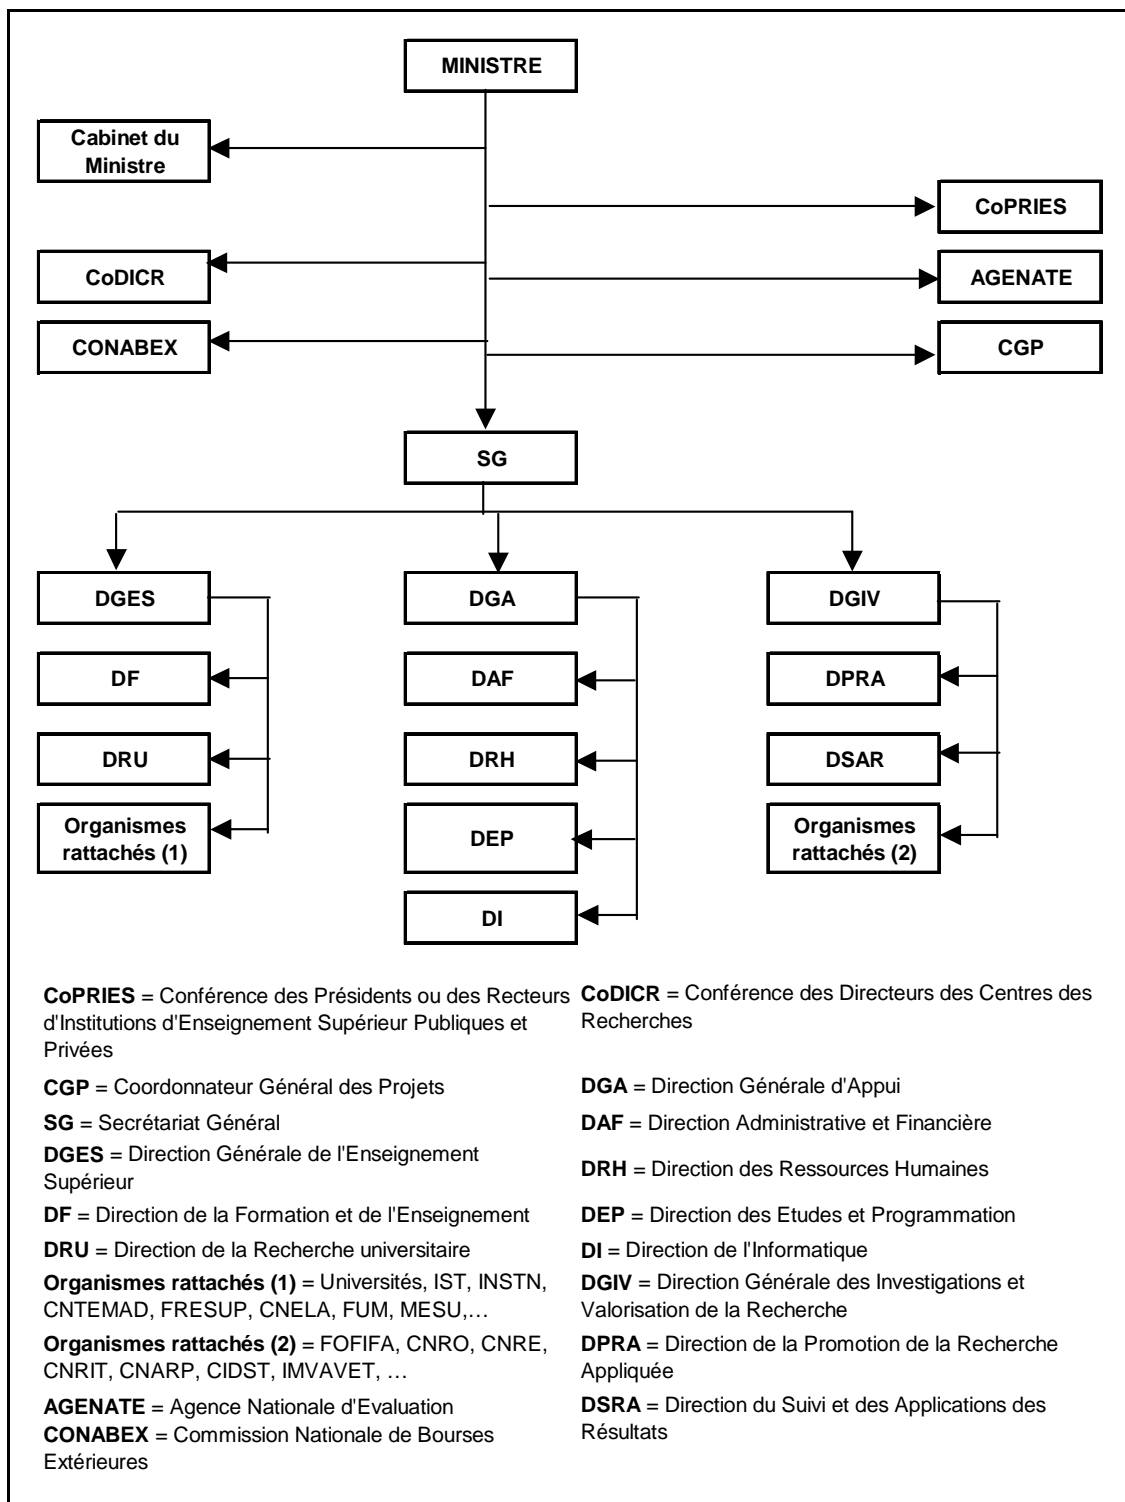 MINISTRE
Cabinet du
Ministre
CoPRIES
CoDICR
AGENATE
CONABEX
CGP
SG
DGES
DGA
DGIV
DF
DAF
DPRA
DRU
DRH
DSAR
Organismes
rattachés (1)
DEP
Organismes
rattachés (2)
DI
CoPRIES = Conférence des Présidents ou des Recteurs
d'Institutions d'Enseignement Supérieur Publiques et
Privées
CoDICR = Conférence des Directeurs des Centres des
Recherches
CGP = Coordonnateur Général des Projets
DGA = Direction Générale d'Appui
SG = Secrétariat Général
DAF = Direction Administrative et Financière
DGES = Direction Générale de l'Enseignement
Supérieur
DRH = Direction des Ressources Humaines
DF = Direction de la Formation et de l'Enseignement
DEP = Direction des Etudes et Programmation
DRU = Direction de la Recherche universitaire
DI = Direction de l'Informatique
Organismes rattachés (1) = Universités, IST, INSTN,
CNTEMAD, FRESUP, CNELA, FUM, MESU,…
DGIV = Direction Générale des Investigations et
Valorisation de la Recherche
Organismes rattachés (2) = FOFIFA, CNRO, CNRE,
CNRIT, CNARP, CIDST, IMVAVET, …
DPRA = Direction de la Promotion de la Recherche
Appliquée
AGENATE = Agence Nationale d'Evaluation
CONABEX = Commission Nationale de Bourses
Extérieures
DSRA = Direction du Suivi et des Applications des
Résultats